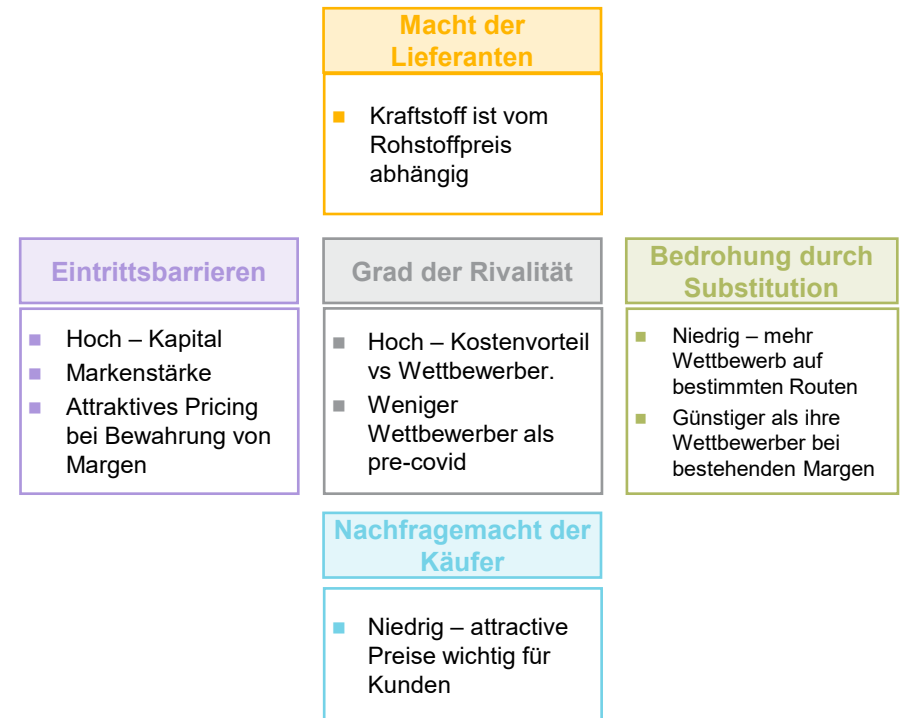 Macht der
Lieferanten
Kraftstoff ist vom
Rohstoffpreis
abhängig
Eintrittsbarrieren
Hoch – Kapital
Markenstärke
Attraktives Pricing
bei Bewahrung von
Margen
Grad der Rivalität
Hoch – Kostenvorteil
vs Wettbewerber.
Weniger
Wettbewerber als
pre-covid
Bedrohung durch
Substitution
Niedrig – mehr
Wettbewerb auf
bestimmten Routen
Günstiger als ihre
Wettbewerber bei
bestehenden Margen
Nachfragemacht der
Käufer
Niedrig – attractive
Preise wichtig für
Kunden